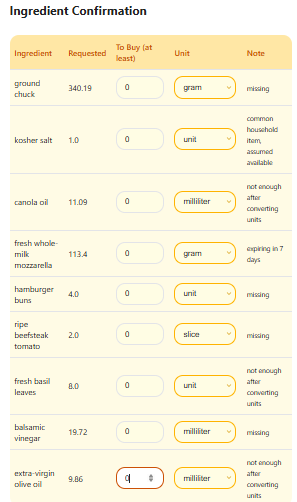 Ingredient Confirmation
Ingredient Requested To Buy (at least) Unit Note
ground chuck 340.19 0 gram missing
kosher salt 1.0 0 unit common household item, assumed available
canola oil 11.09 0 milliliter not enough after converting units
fresh whole-milk mozzarella 113.4 0 gram expiring in 7 days
hamburger buns 4.0 0 unit missing
ripe beefsteak tomato 2.0 0 slice missing
fresh basil leaves 8.0 0 unit not enough after converting units
balsamic vinegar 19.72 0 milliliter missing
extra-virgin olive oil 9.86 0 milliliter not enough after converting units